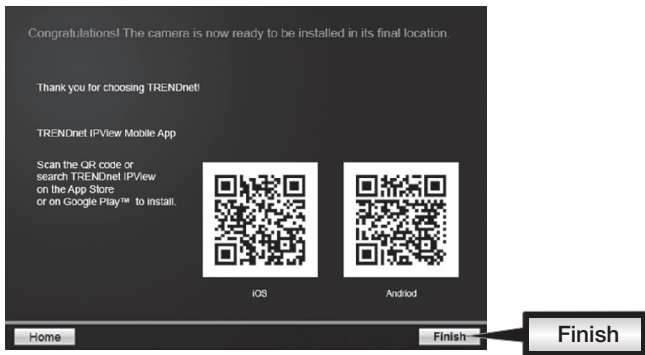 Congratulations! The camera is now ready to be installed in its final location.
Thank you for choosing TRENDnet!
TRENDnet IPView Mobile App
Scan the QR code or
search TRENDnet IPView
on the App Store
or on Google Play™ to install.
iOS
Andriod
Home
Finish
Finish